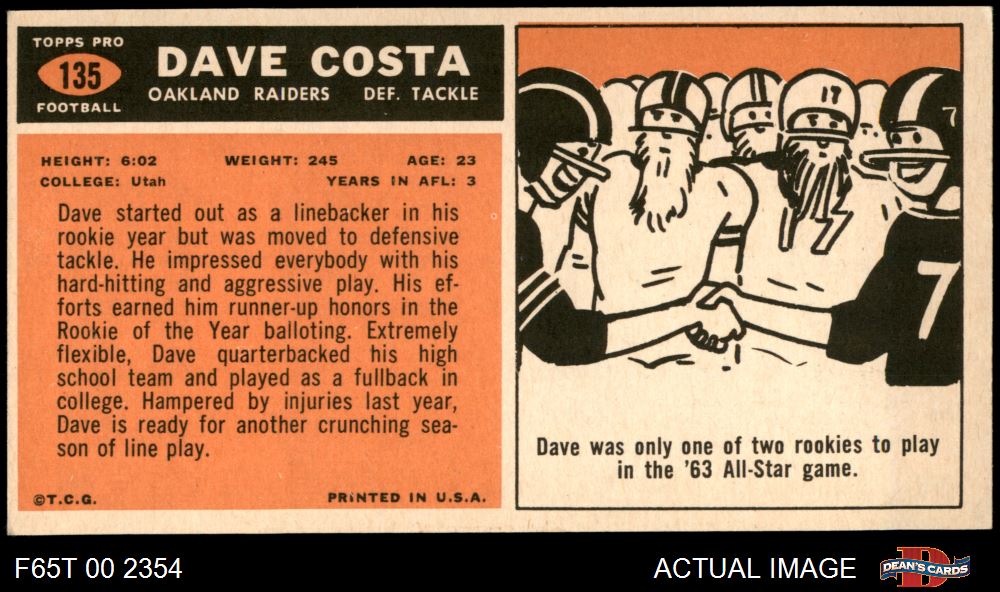 TOPPS PRO
135
FOOTBALL
DAVE COSTA
OAKLAND RAIDERS DEF. TACKLE
HEIGHT: 6:02 WEIGHT: 245 AGE: 23
COLLEGE: Utah YEARS IN AFL: 3
Dave started out as a linebacker in his
rookie year but was moved to defensive
tackle. He impressed everybody with his
hard-hitting and aggressive play. His ef-
forts earned him runner-up honors in the
Rookie of the Year balloting. Extremely
flexible, Dave quarterbacked his high
school team and played as a fullback in
college. Hampered by injuries last year,
Dave is ready for another crunching sea-
son of line play.
©T.C.G. PRINTED IN U.S.A.
17
7
7
Dave was only one of two rookies to play
in the '63 All-Star game.
F65T 00 2354
ACTUAL IMAGE
D
DEAN'S CARDS